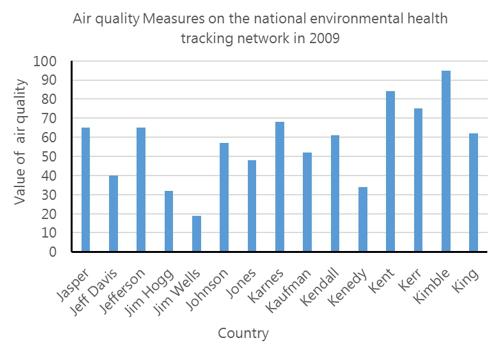 Air quality Measures on the national environmental health
tracking network in 2009
100
90
80
70
60
50
40
30
20
10
0
Value of air quality
Jasper
Jeff Davis
Jefferson
Jim Hogg
Jim Wells
Johnson
Jones
Karnes
Kaufman
Kendall
Kenedy
Kent
Kerr
Kimble
King
Country